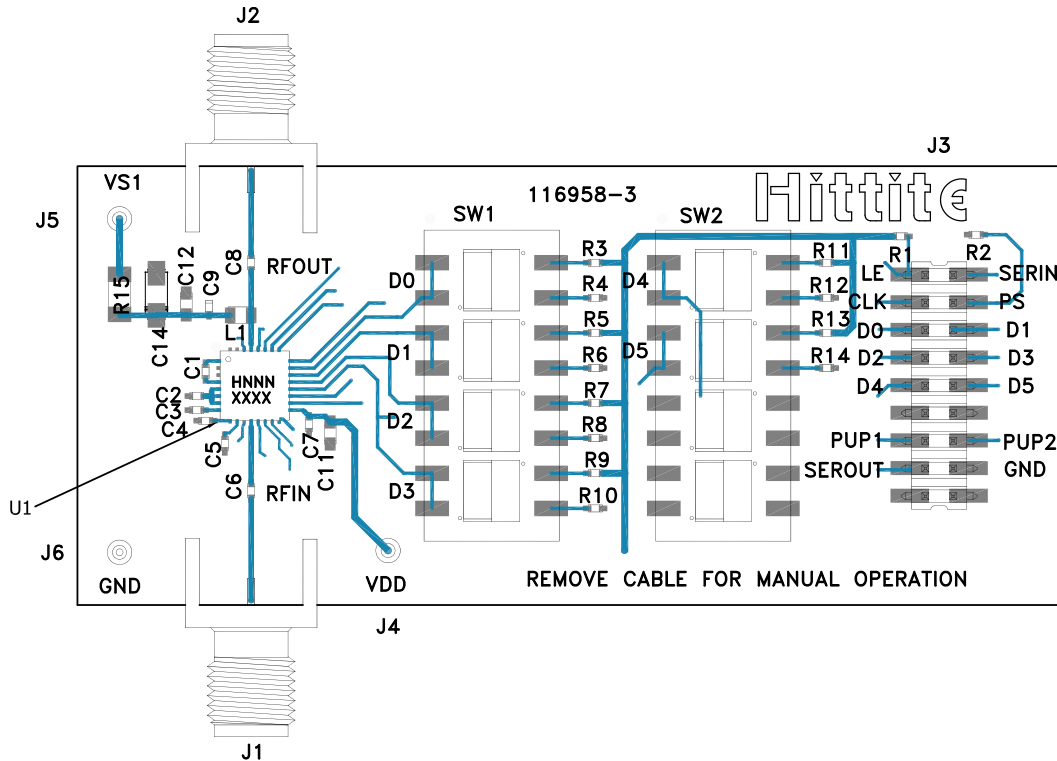 J2
J3
VS1
116958-3
Hittite
J5
SW1
SW2
C8
RFOUT
R15
C12
C9
C14
L1
D0
R3
D4
R11
R1
R2
LE
SERIN
R4
R12
CLK
PS
R5
R13
D0
D1
C1
D1
R6
D5
R14
D2
D3
HNNN
XXXX
C2
C3
C4
R7
D4
D5
C5
C7
C11
D2
R8
PUP1
PUP2
C6
RFIN
D3
R9
SEROUT
GND
R10
U1
J6
GND
VDD
REMOVE CABLE FOR MANUAL OPERATION
J4
J1